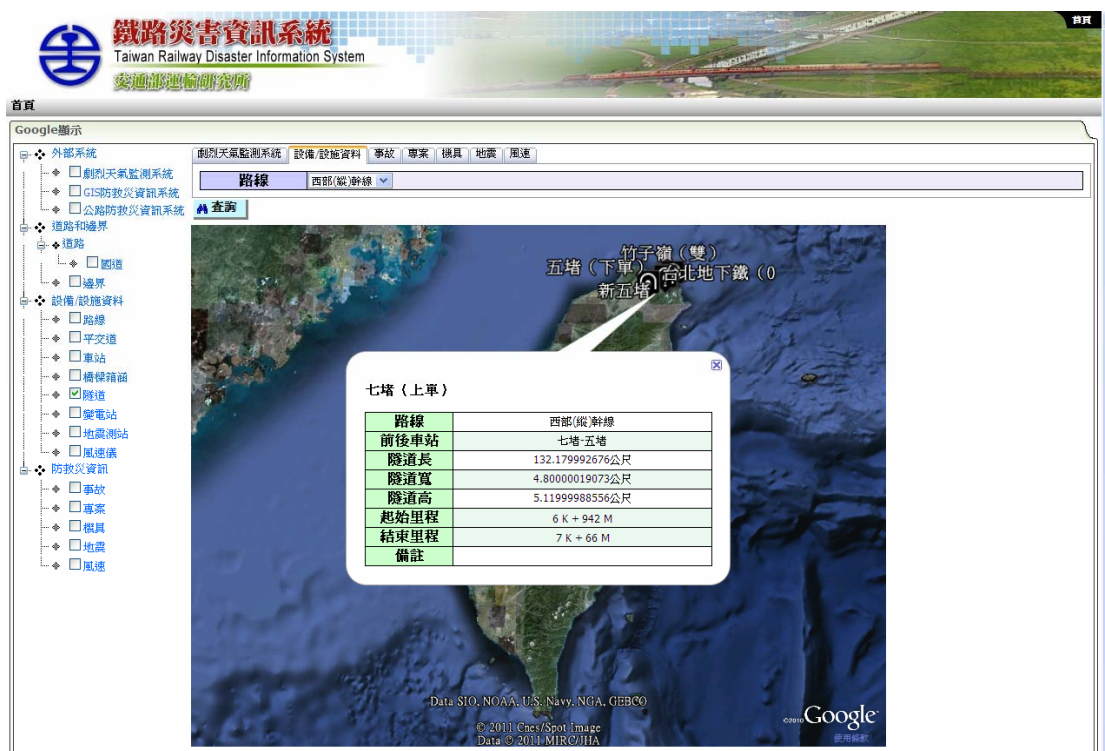 鐵路災害資訊系統
Taiwan Railway Disaster Information System
交通部運輸研究所
首頁
首頁
Google顯示
外部系統
劇烈天氣監測系統
GIS防救災資訊系統
公路防救災資訊系統
道路和邊界
道路
國道
邊界
設備/設施資料
路線
平交道
車站
橋樑箱涵
隧道
變電站
地震測站
風速儀
防救災資訊
事故
專案
機具
地震
風速
劇烈天氣監測系統 設備/設施資料 事故 專案 機具 地震 風速
路線 西部(縱)幹線
查詢
竹子嶺（雙）
五堵（下單） 台北地下鐵（0
新五堵
七堵（上單）
路線 西部(縱)幹線
前後車站 七堵-五堵
隧道長 132.179992676公尺
隧道寬 4.80000019073公尺
隧道高 5.11999988556公尺
起始里程 6 K + 942 M
結束里程 7 K + 66 M
備註
Data SIO, NOAA, U.S. Navy, NGA, GEBCO
© 2011 Cnes/Spot Image
Data © 2011 MIRC/JHA
©2010 Google
使用條款